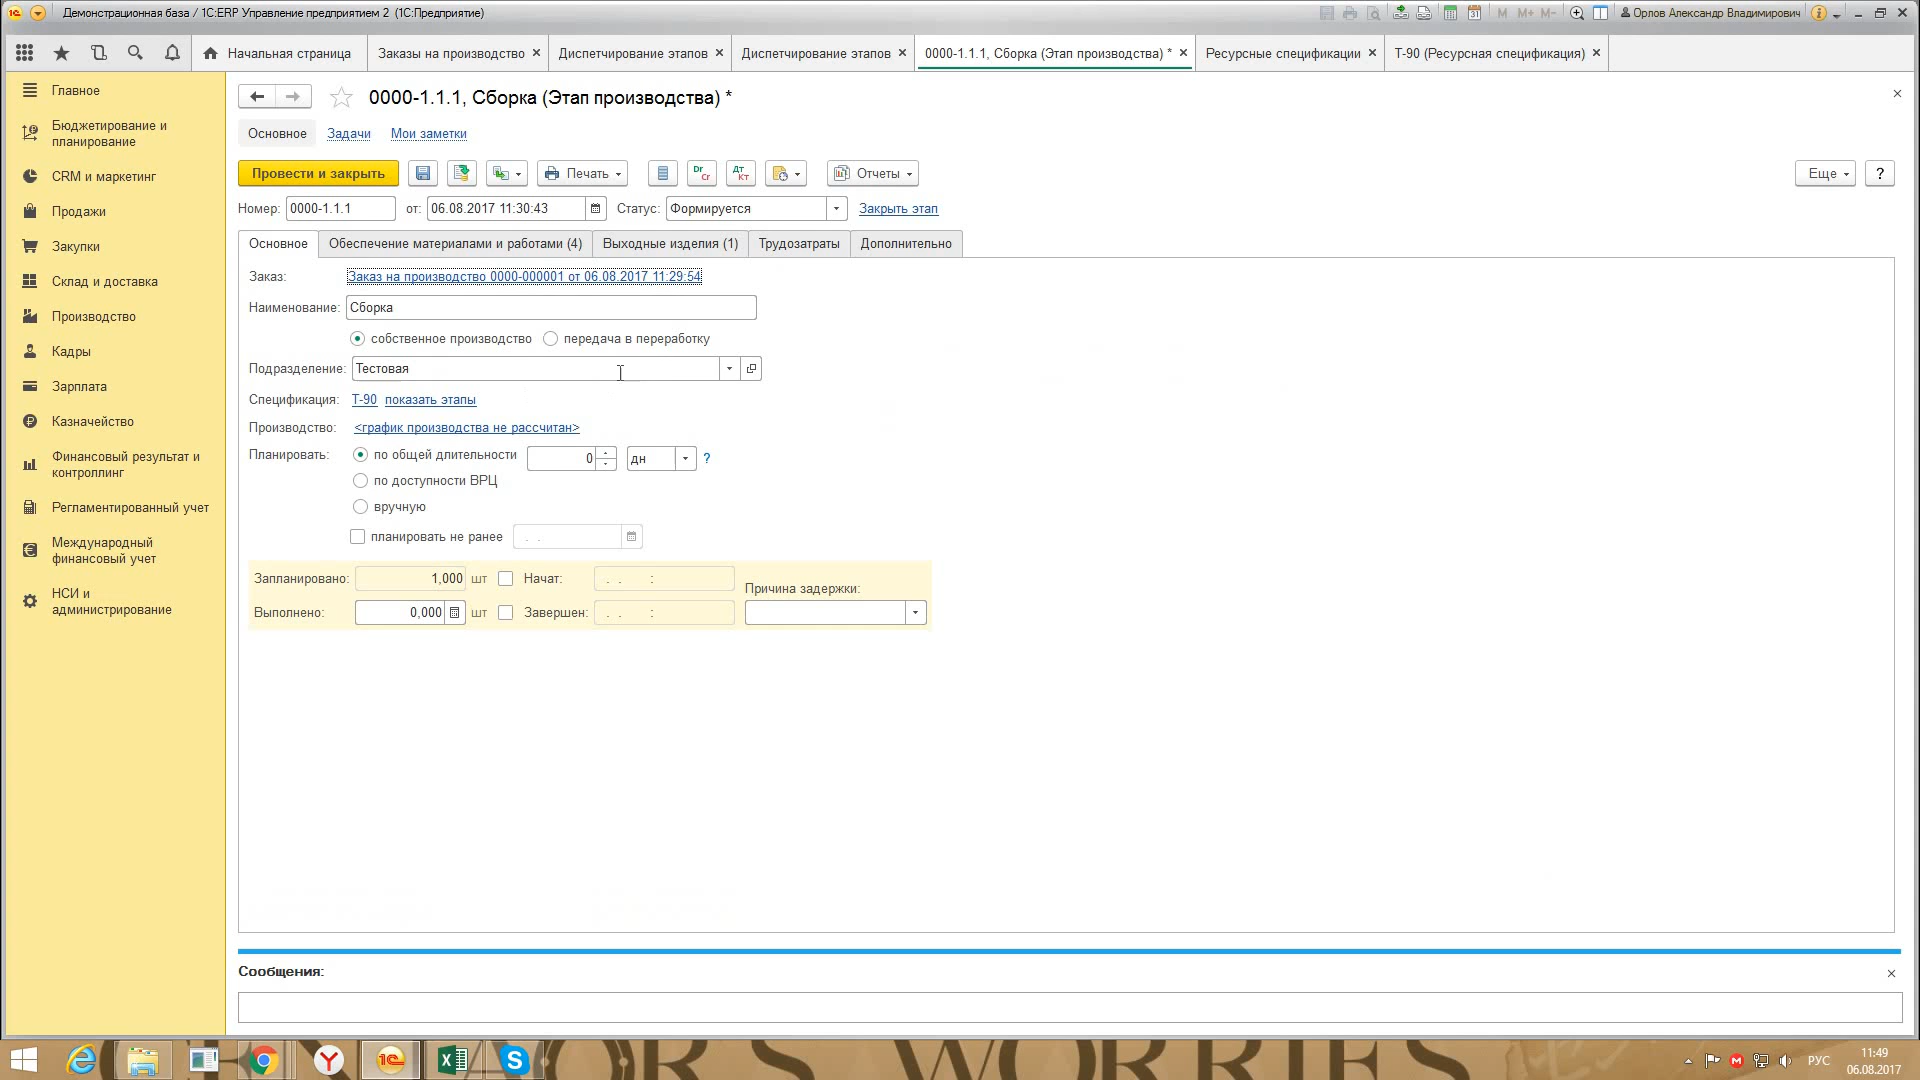 Демонстрационная база / 1С:ERP Управление предприятием 2 (1С:Предприятие)
M M+ M-
Орлов Александр Владимирович
Начальная страница
Заказы на производство
Диспетчирование этапов
Диспетчирование этапов
0000-1.1.1, Сборка (Этап производства) *
Ресурсные спецификации
Т-90 (Ресурсная спецификация)
Главное
Бюджетирование и
планирование
CRM и маркетинг
Продажи
Закупки
Склад и доставка
Производство
Кадры
Зарплата
Казначейство
Финансовый результат и
контроллинг
Регламентированный учет
Международный
финансовый учет
НСИ и
администрирование
0000-1.1.1, Сборка (Этап производства) *
Основное Задачи Мои заметки
Провести и закрыть Печать Dr Cr Дт Кт Отчеты Еще ?
Номер: 0000-1.1.1 от: 06.08.2017 11:30:43 Статус: Формируется Закрыть этап
Основное Обеспечение материалами и работами (4) Выходные изделия (1) Трудозатраты Дополнительно
Заказ: Заказ на производство 0000-000001 от 06.08.2017 11:29:54
Наименование: Сборка
собственное производство передача в переработку
Подразделение: Тестовая
Спецификация: Т-90 показать этапы
Производство: <график производства не рассчитан>
Планировать: по общей длительности 0 дн ?
по доступности ВРЦ
вручную
планировать не ранее . .
Запланировано: 1,000 шт Начат: . . :
Причина задержки:
Выполнено: 0,000 шт Завершен: . . :
Сообщения:
WORRIES
РУС
11:49
06.08.2017